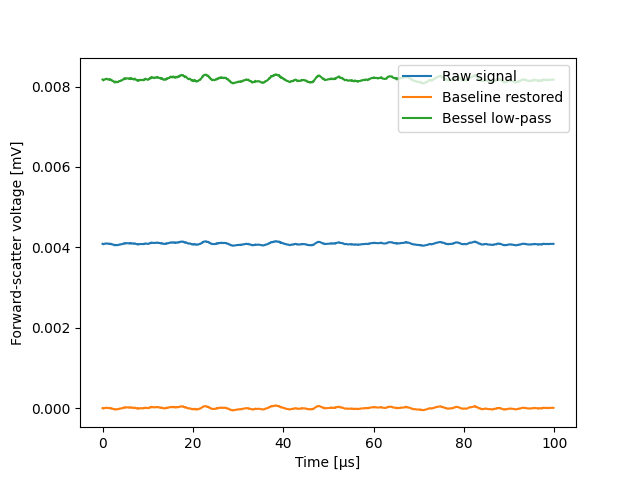 Raw signal
Baseline restored
Bessel low-pass
0.008
0.006
0.004
0.002
0.000
Forward-scatter voltage [mV]
0 20 40 60 80 100
Time [µs]